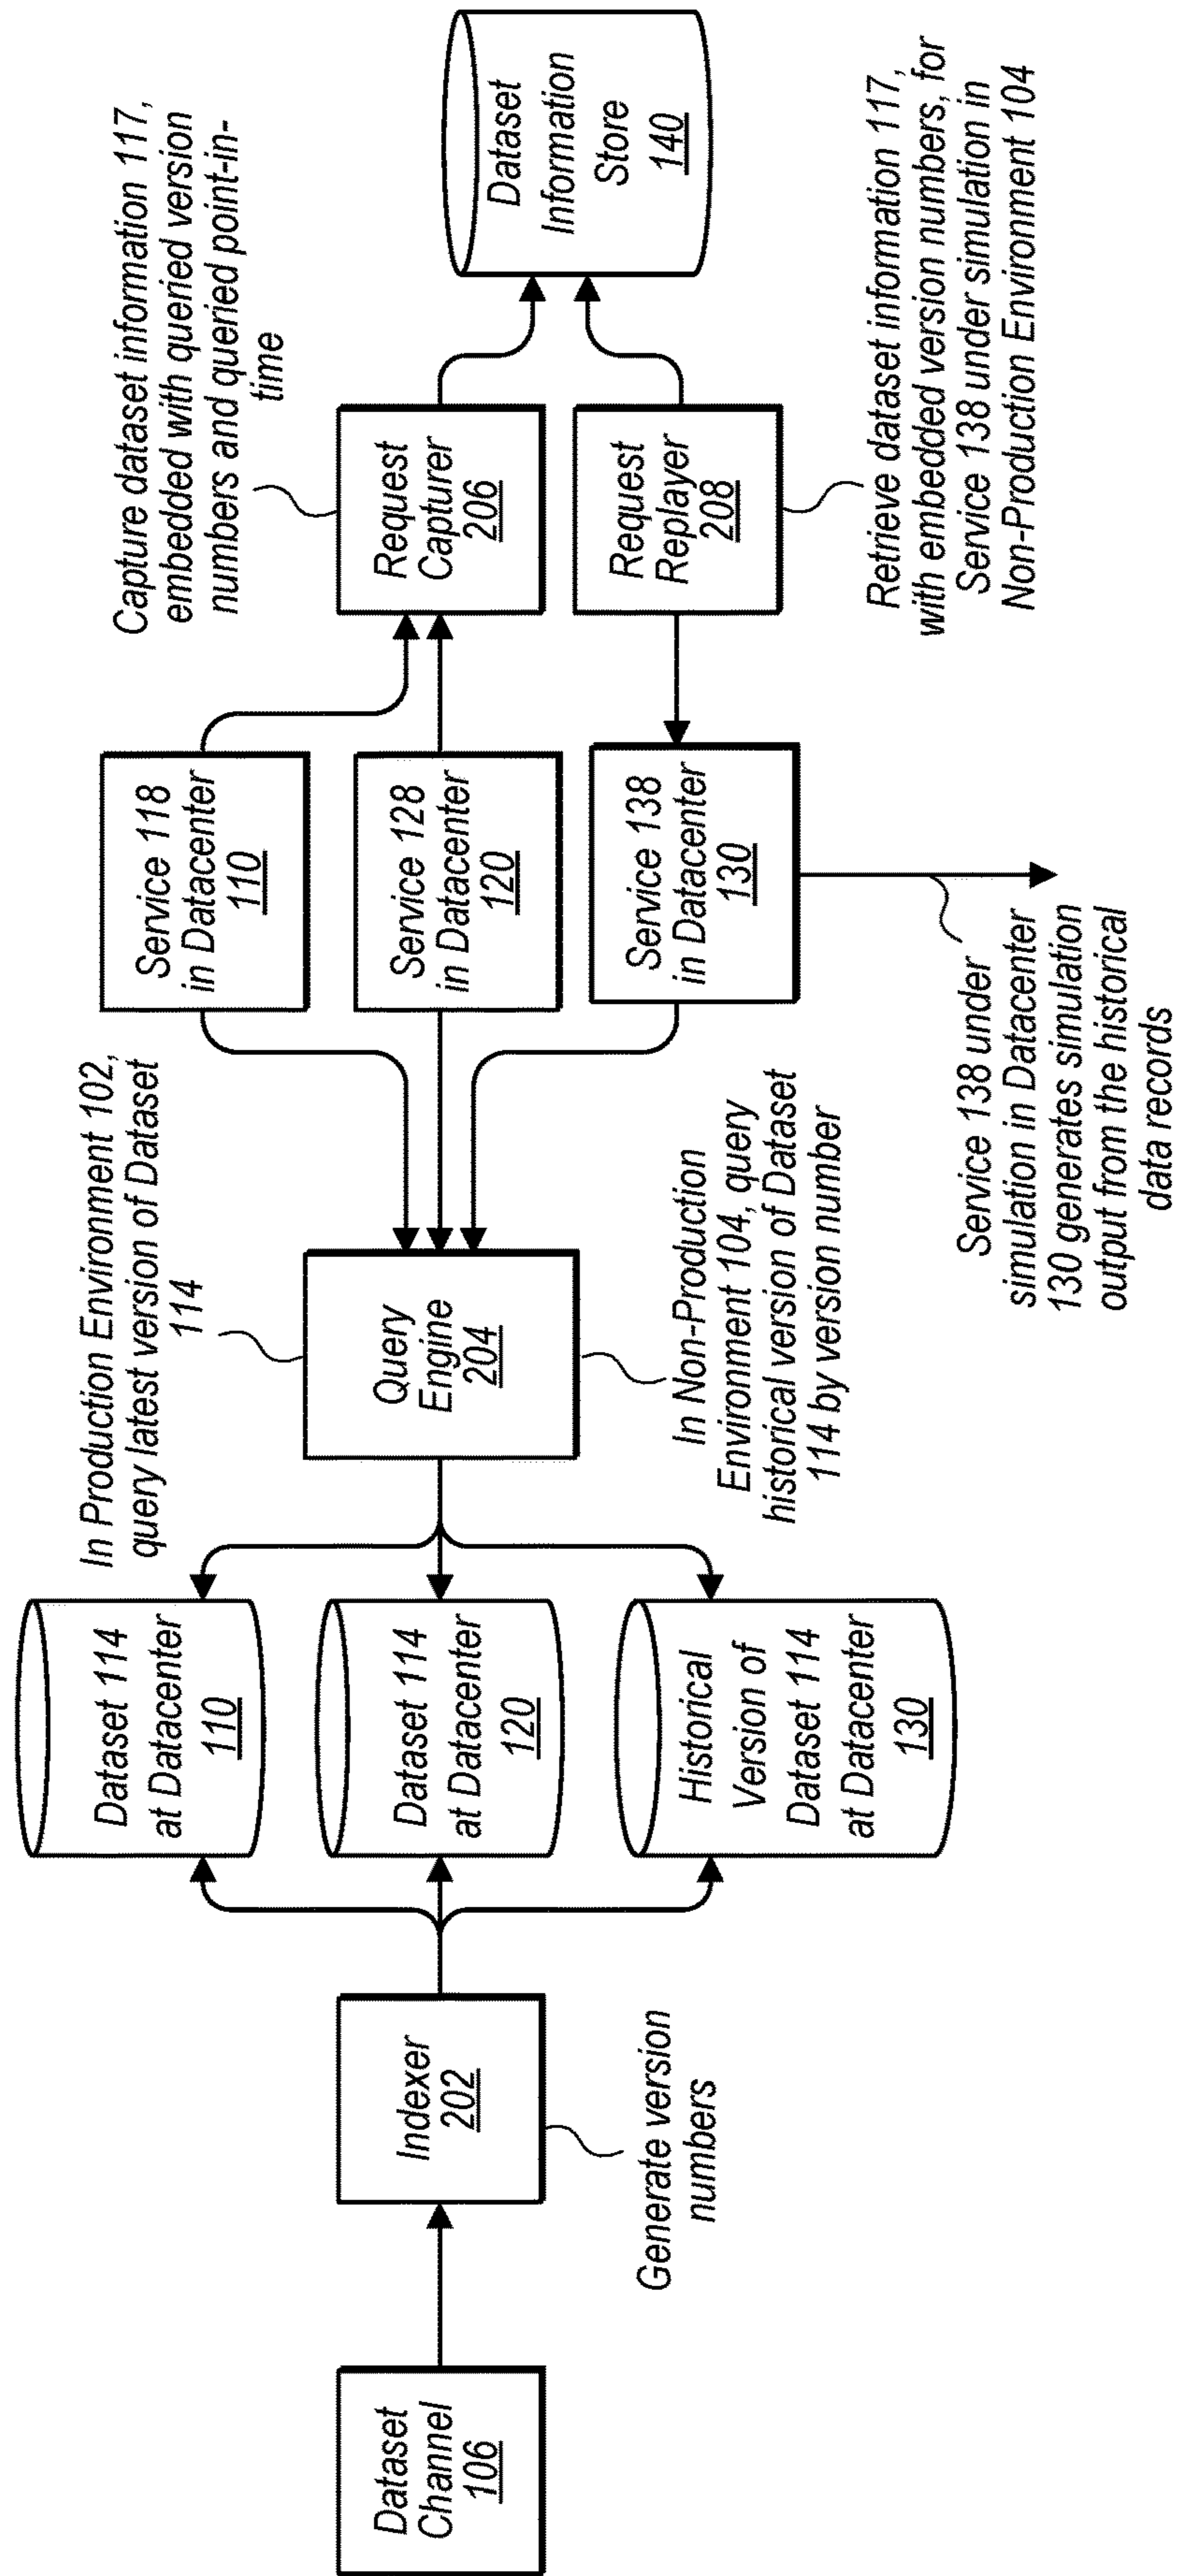 Dataset
Channel
106
Indexer
202
Generate version
numbers
Dataset 114
at Datacenter
110
Dataset 114
at Datacenter
120
Historical
Version of
Dataset 114
at Datacenter
130
In Production Environment 102,
query latest version of Dataset
114
Query
Engine
204
In Non-Production
Environment 104, query
historical version of Dataset
114 by version number
Service 118
in Datacenter
110
Service 128
in Datacenter
120
Service 138
in Datacenter
130
Service 138 under
simulation in Datacenter
130 generates simulation
output from the historical
data records
Capture dataset information 117,
embedded with queried version
numbers and queried point-in-
time
Request
Capturer
206
Request
Replayer
208
Retrieve dataset information 117,
with embedded version numbers, for
Service 138 under simulation in
Non-Production Environment 104
Dataset
Information
Store
140